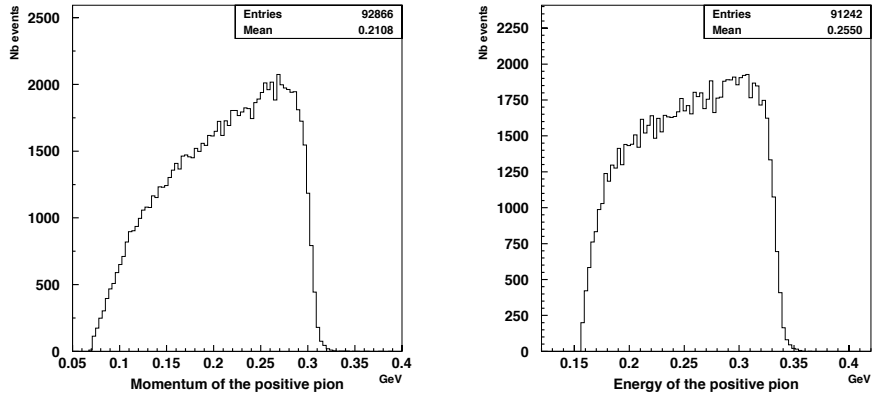 Nb events
Entries 92866
Mean 0.2108
2500
2000
1500
1000
500
0
0.05 0.1 0.15 0.2 0.25 0.3 0.35 0.4
GeV
Momentum of the positive pion
Nb events
Entries 91242
Mean 0.2550
2250
2000
1750
1500
1250
1000
750
500
250
0
0.15 0.2 0.25 0.3 0.35 0.4
GeV
Energy of the positive pion